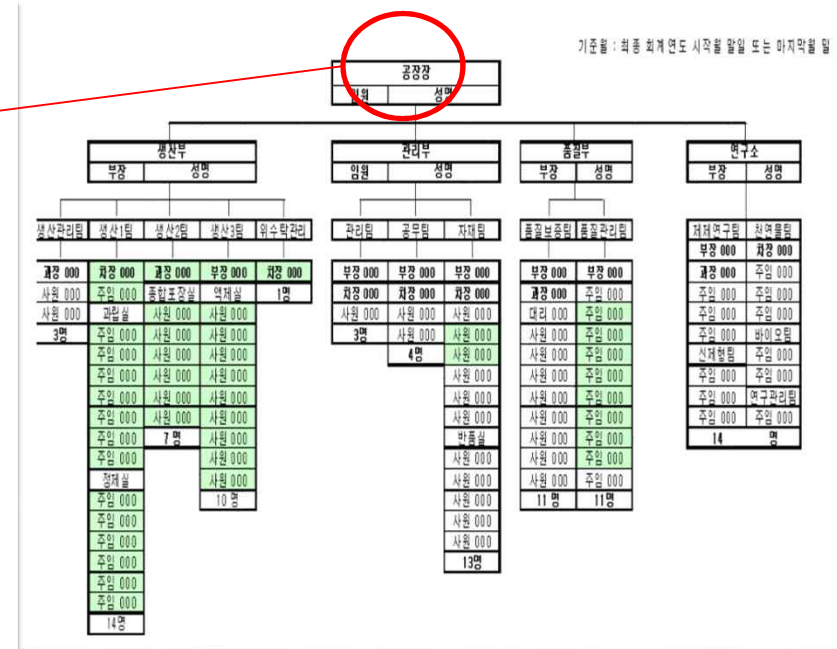 기준월 : 최종 회계연도 시작월 말일 또는 마지막월 말
공장장
임원 성명
생산부
부장 성명
관리부
임원 성명
품질부
부장 성명
연구소
부장 성명
생산관리팀
과장 000
사원 000
사원 000
3명
생산1팀
차장 000
주임 000
과립실
주임 000
주임 000
주임 000
주임 000
주임 000
주임 000
주임 000
정제실
주임 000
주임 000
주임 000
주임 000
주임 000
주임 000
14명
생산2팀
과장 000
종합포장실
사원 000
사원 000
사원 000
사원 000
사원 000
사원 000
7 명
생산3팀
부장 000
액제실
사원 000
사원 000
사원 000
사원 000
사원 000
사원 000
사원 000
사원 000
사원 000
10 명
위수탁관리
차장 000
1명
관리팀
부장 000
차장 000
사원 000
3명
공무팀
부장 000
차장 000
사원 000
사원 000
4명
자재팀
부장 000
차장 000
사원 000
사원 000
사원 000
사원 000
사원 000
사원 000
반품실
사원 000
사원 000
사원 000
사원 000
사원 000
13명
품질보증팀
부장 000
과장 000
대리 000
사원 000
사원 000
사원 000
사원 000
사원 000
사원 000
사원 000
사원 000
11 명
품질관리팀
부장 000
주임 000
주임 000
주임 000
주임 000
주임 000
주임 000
주임 000
주임 000
주임 000
주임 000
11명
제제연구팀
부장 000
과장 000
주임 000
주임 000
주임 000
신제형팀
주임 000
주임 000
주임 000
천연물팀
차장 000
주임 000
주임 000
주임 000
바이오팀
주임 000
주임 000
연구관리팀
주임 000
14 명